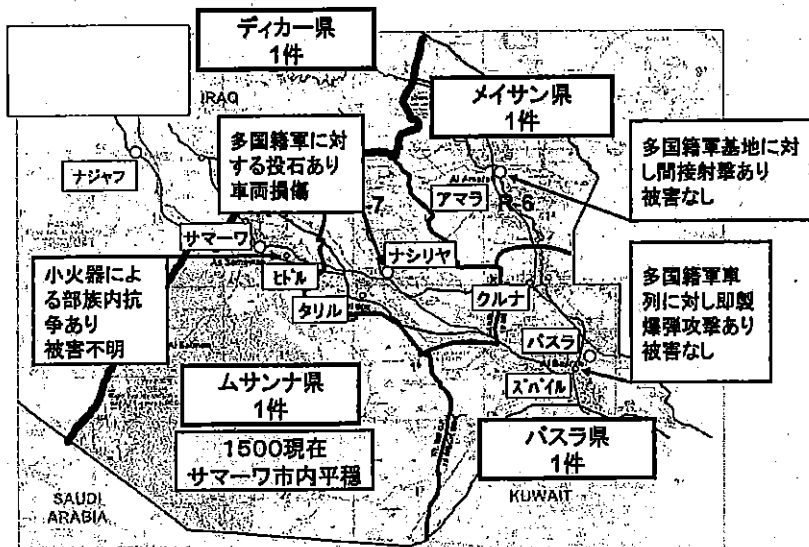 ディカー県
1件
IRAQ
メイサン県
1件
多国籍軍に対
する投石あり
車両損傷
多国籍軍基地に対
し間接射撃あり
被害なし
ナジャフ
アマラ
R-6
-7
サマーワ
ナシリヤ
小火器によ
る部族内抗
争あり
被害不明
ヒドル
タリル
クルナ
多国籍軍車
列に対し即製
爆弾攻撃あり
被害なし
バスラ
ズバイル
ムサンナ県
1件
1500現在
サマーワ市内平穏
バスラ県
1件
SAUDI
ARABIA
KUWAIT